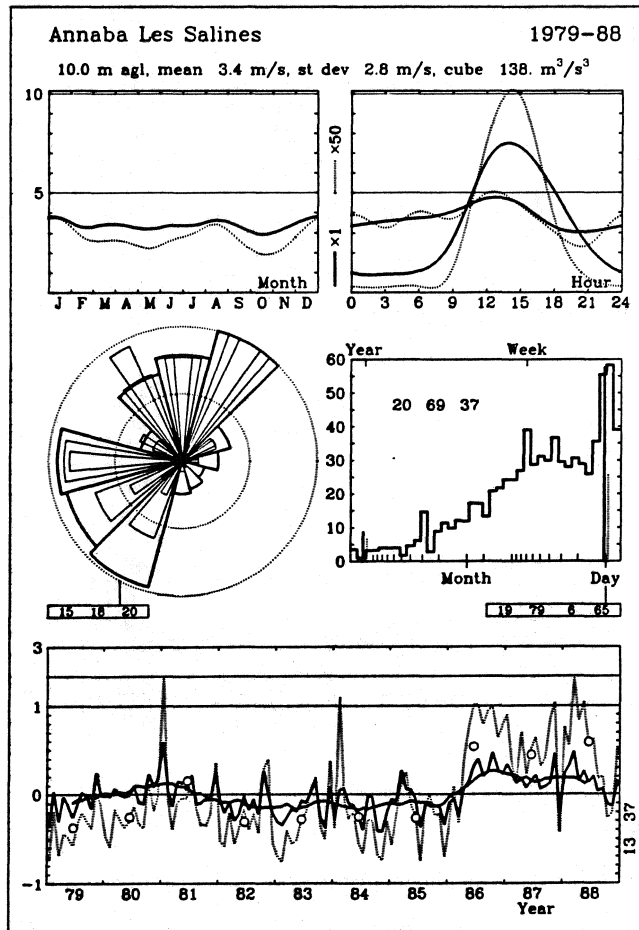 Annaba Les Salines 1979-88
10.0 m agl, mean 3.4 m/s, st dev 2.8 m/s, cube 138. m³/s³
10
5
Month
J F M A M J J A S O N D
×1 ×50
Hour
0 3 6 9 12 15 18 21 24
Year Week
60
50
40
30
20
10
0
20 69 37
Month Day
15 18 20
19 79 6 65
3
1
0
-1
79 80 81 82 83 84 85 86 87 88
Year
13 37